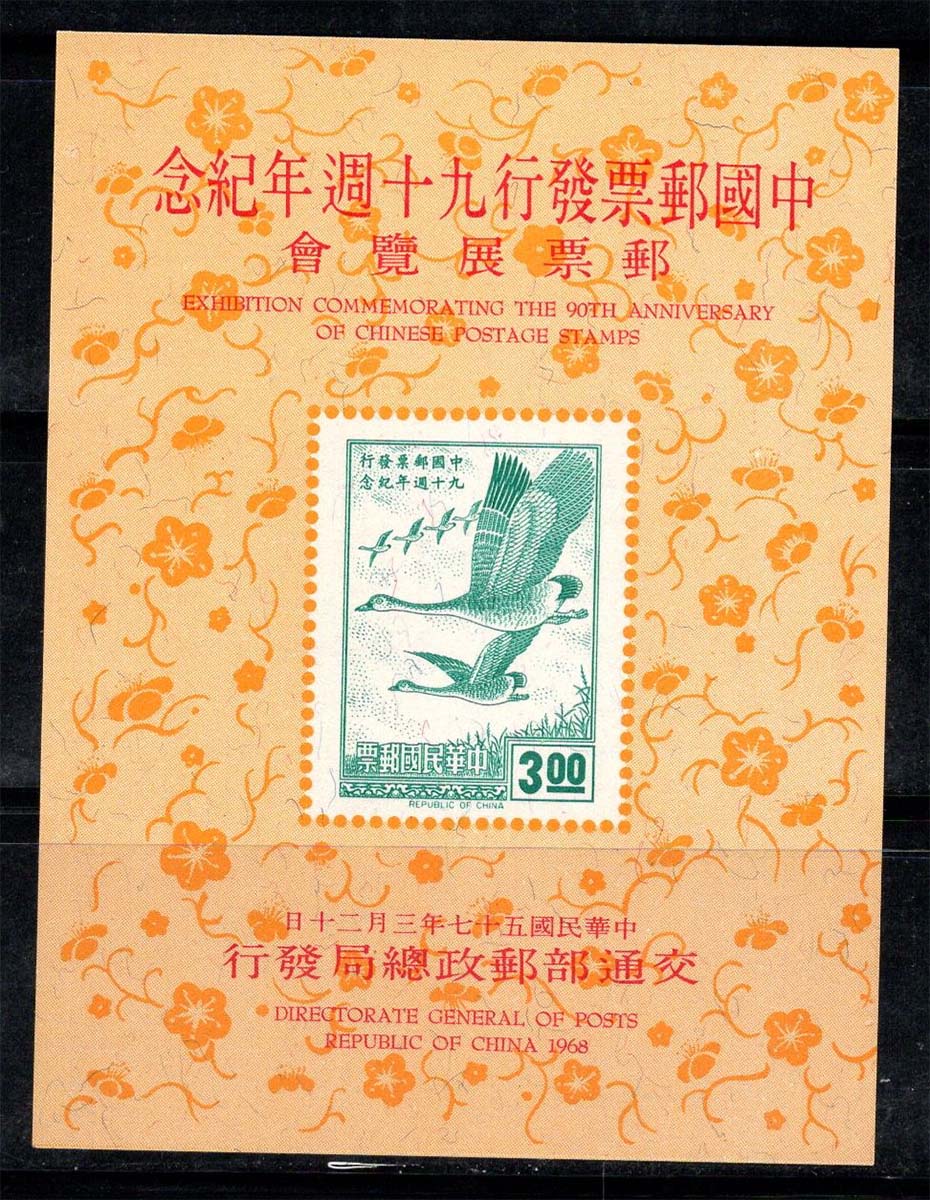 中國郵票發行九十週年紀念
郵票展覽會
EXHIBITION COMMEMORATING THE 90TH ANNIVERSARY
OF CHINESE POSTAGE STAMPS
中國郵票發行
九十週年紀念
中華民國郵票
3.00
REPUBLIC OF CHINA
中華民國五十七年三月二十日
交通部郵政總局發行
DIRECTORATE GENERAL OF POSTS
REPUBLIC OF CHINA 1968